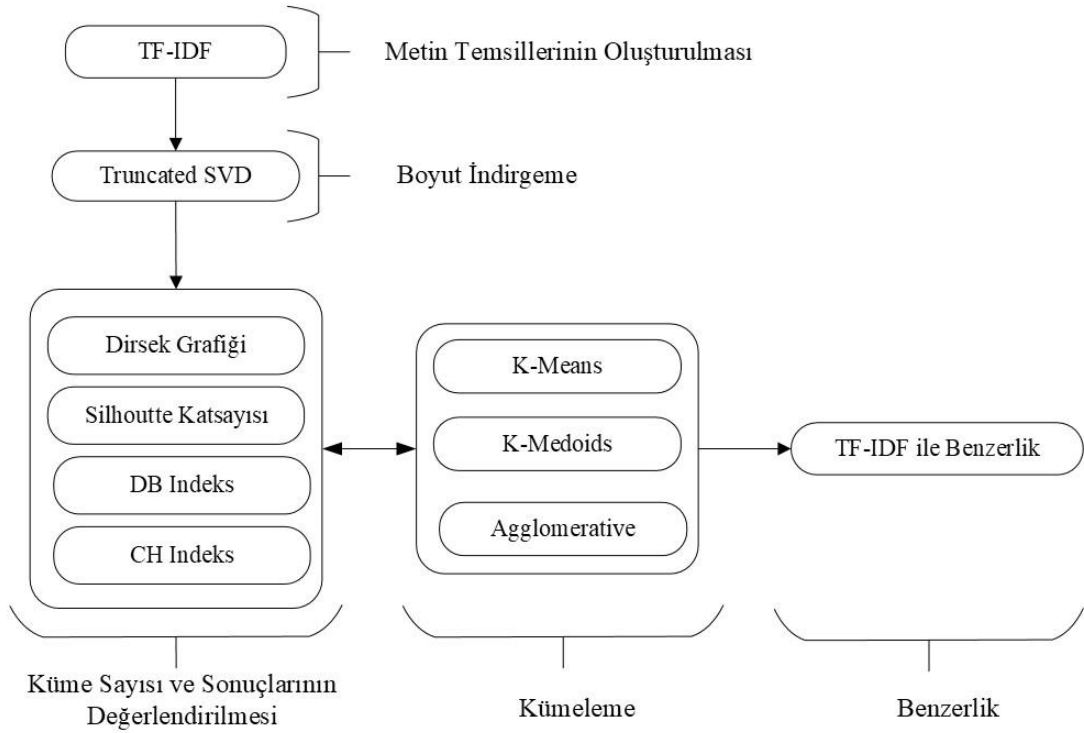 TF-IDF
Metin Temsillerinin Oluşturulması
Truncated SVD
Boyut İndirgeme
Dirsek Grafiği
Silhoutte Katsayısı
DB Indeks
CH Indeks
K-Means
K-Medoids
Agglomerative
TF-IDF ile Benzerlik
Küme Sayısı ve Sonuçlarının
Değerlendirilmesi
Kümeleme
Benzerlik